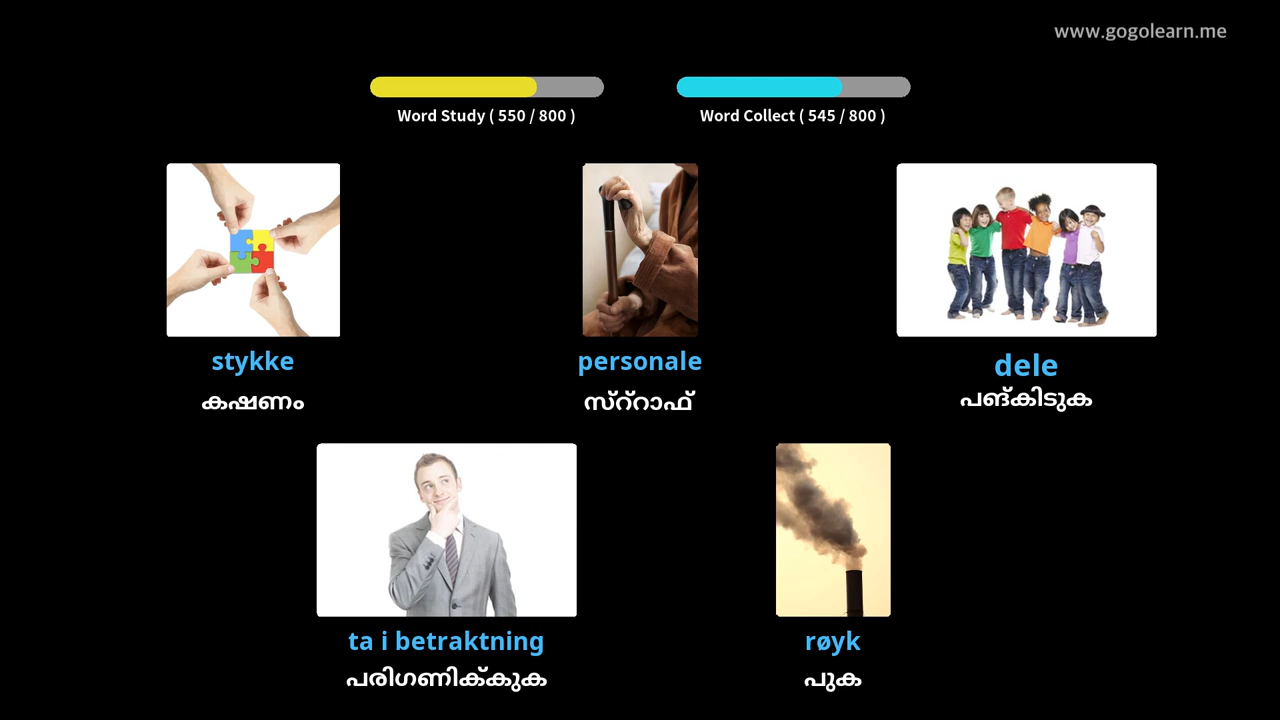 www.gogolearn.me
Word Study ( 550 / 800 )
Word Collect ( 545 / 800 )
stykke
personale
dele
കഷണം
സ്റ്റാഫ്
പങ്കിടുക
ta i betraktning
røyk
പരിഗണിക്കുക
പുക